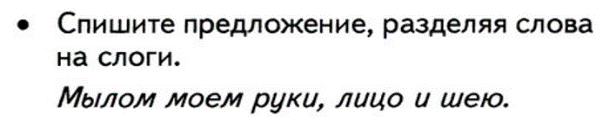 • Спишите предложение, разделяя слова
на слоги.
Мылом моем руки, лицо и шею.